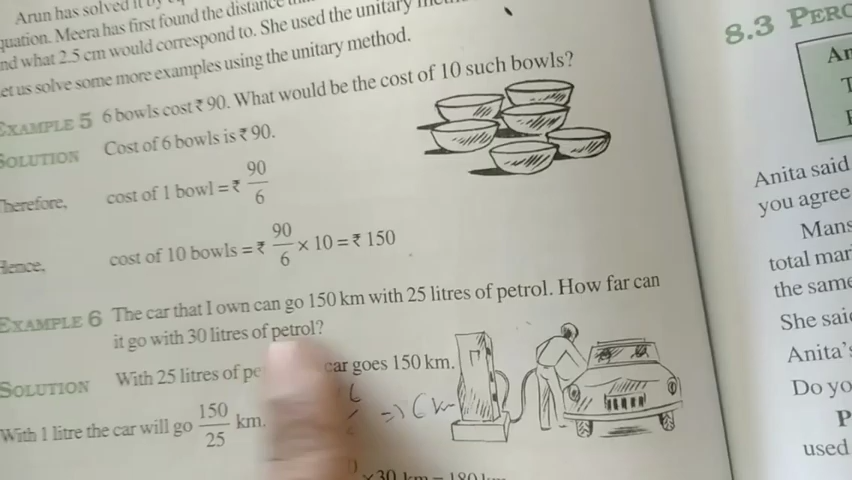 Arun has solved it by
quation. Meera has first found the distance
nd what 2.5 cm would correspond to. She used the unitary
et us solve some more examples using the unitary method.
EXAMPLE 5 6 bowls cost ₹ 90. What would be the cost of 10 such bowls?
SOLUTION Cost of 6 bowls is ₹ 90.
Therefore, cost of 1 bowl = ₹ 90/6
Hence, cost of 10 bowls = ₹ 90/6 × 10 = ₹ 150
EXAMPLE 6 The car that I own can go 150 km with 25 litres of petrol. How far can
it go with 30 litres of petrol?
SOLUTION With 25 litres of pe car goes 150 km.
With 1 litre the car will go 150/25 km.
× 30 km = 180 km
8.3 PERC
An
Anita said
you agree
Mans
total mar
the same
She said
Anita's
Do yo
used